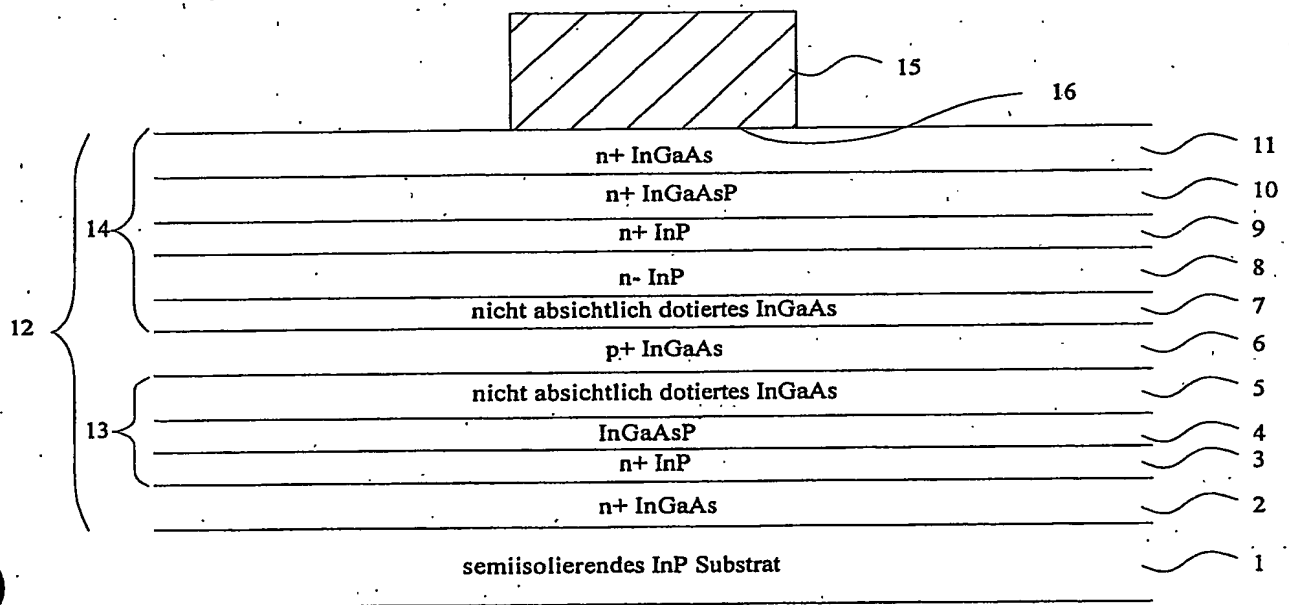 15
16
n+ InGaAs 11
n+ InGaAsP 10
14 n+ InP 9
n- InP 8
nicht absichtlich dotiertes InGaAs 7
12 p+ InGaAs 6
nicht absichtlich dotiertes InGaAs 5
13 InGaAsP 4
n+ InP 3
n+ InGaAs 2
semiisolierendes InP Substrat 1